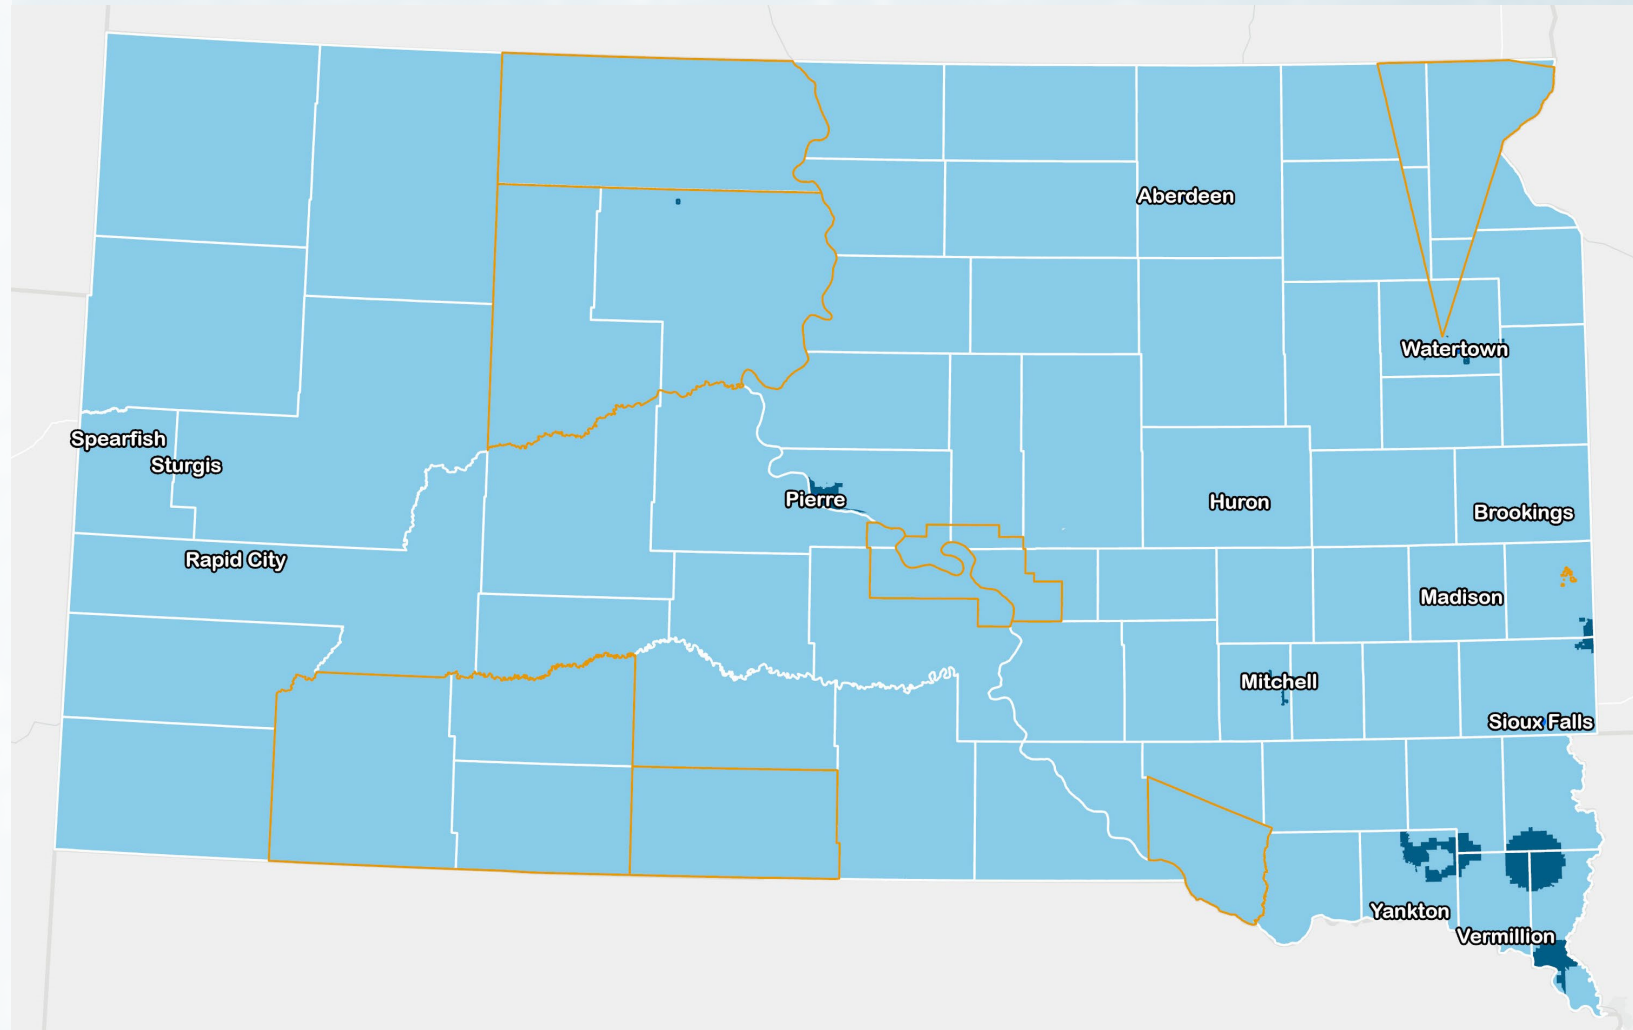 Aberdeen
Watertown
Spearfish
Sturgis
Pierre
Huron
Brookings
Rapid City
Madison
Mitchell
Sioux Falls
Yankton
Vermillion